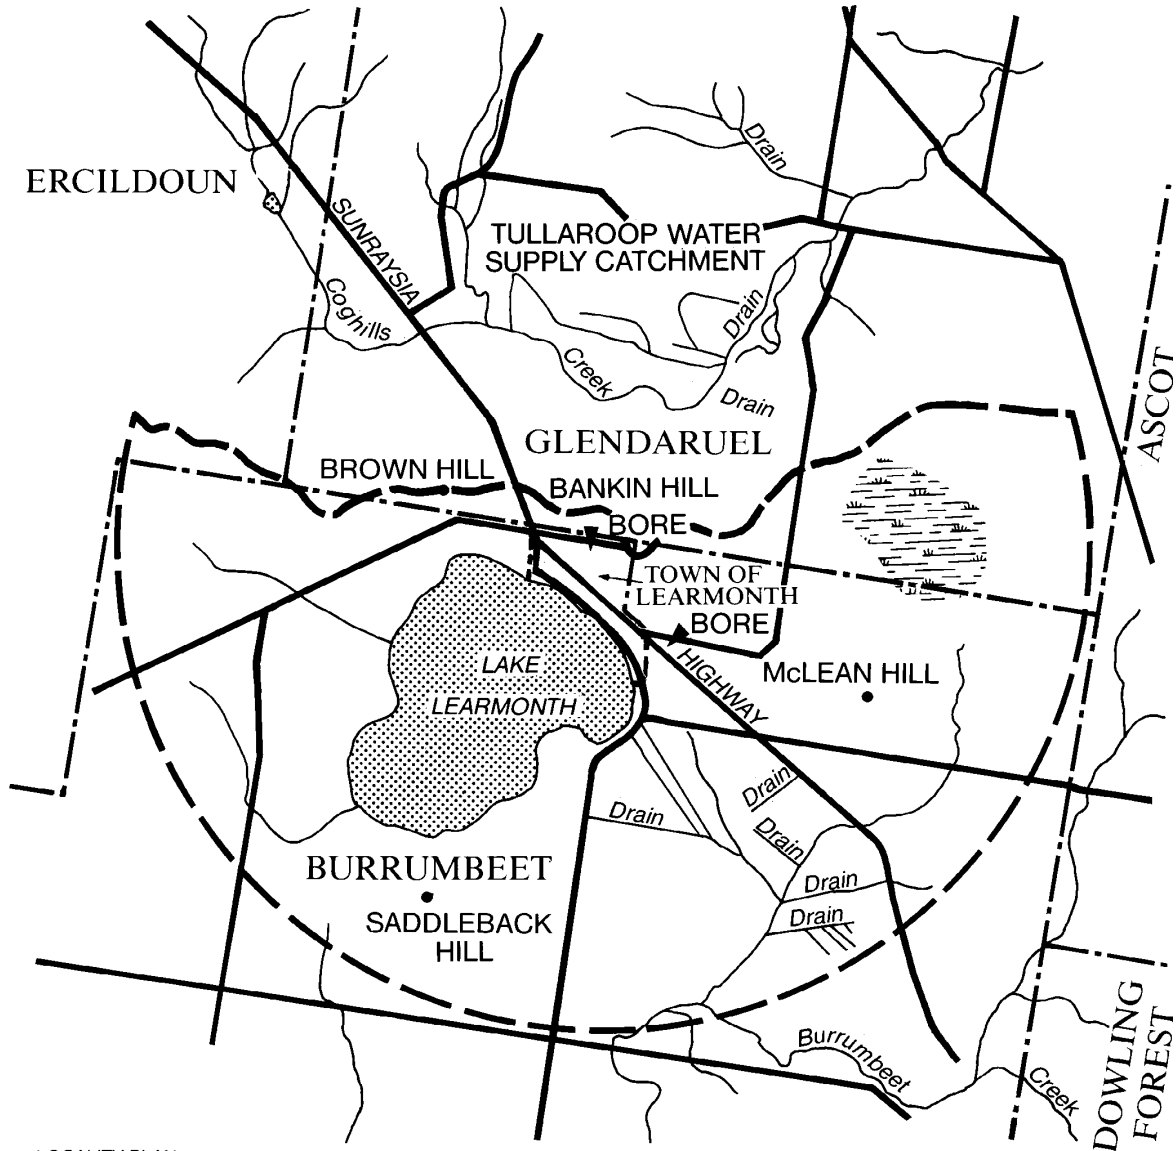 ERCILDOUN
SUNRAYSIA
TULLAROOP WATER
SUPPLY CATCHMENT
Drain
Drain
Coghills
Creek
Drain
ASCOT
GLENDARUEL
BROWN HILL
BANKIN HILL
BORE
TOWN OF
LEARMONTH
BORE
LAKE
LEARMONTH
HIGHWAY
McLEAN HILL
Drain
Drain
Drain
BURRUMBEET
Drain
Drain
SADDLEBACK
HILL
Burrumbeet
Creek
DOWLING
FOREST